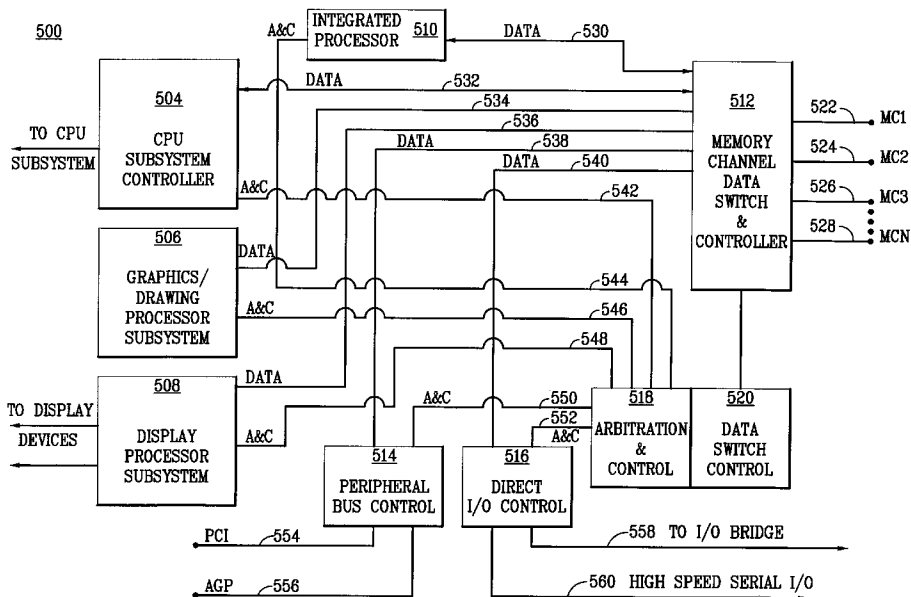 500
A&C
INTEGRATED
PROCESSOR
510
DATA
530
504
CPU
SUBSYSTEM
CONTROLLER
TO CPU
SUBSYSTEM
DATA
532
534
536
DATA
538
DATA
540
A&C
542
512
MEMORY
CHANNEL
DATA
SWITCH
&
CONTROLLER
522
MC1
524
MC2
526
MC3
528
MCN
506
GRAPHICS/
DRAWING
PROCESSOR
SUBSYSTEM
DATA
A&C
544
546
548
508
DISPLAY
PROCESSOR
SUBSYSTEM
TO DISPLAY
DEVICES
DATA
A&C
A&C
550
552
A&C
518
ARBITRATION
&
CONTROL
520
DATA
SWITCH
CONTROL
514
PERIPHERAL
BUS CONTROL
516
DIRECT
I/O CONTROL
PCI
554
558
TO I/O BRIDGE
AGP
556
560
HIGH SPEED SERIAL I/O